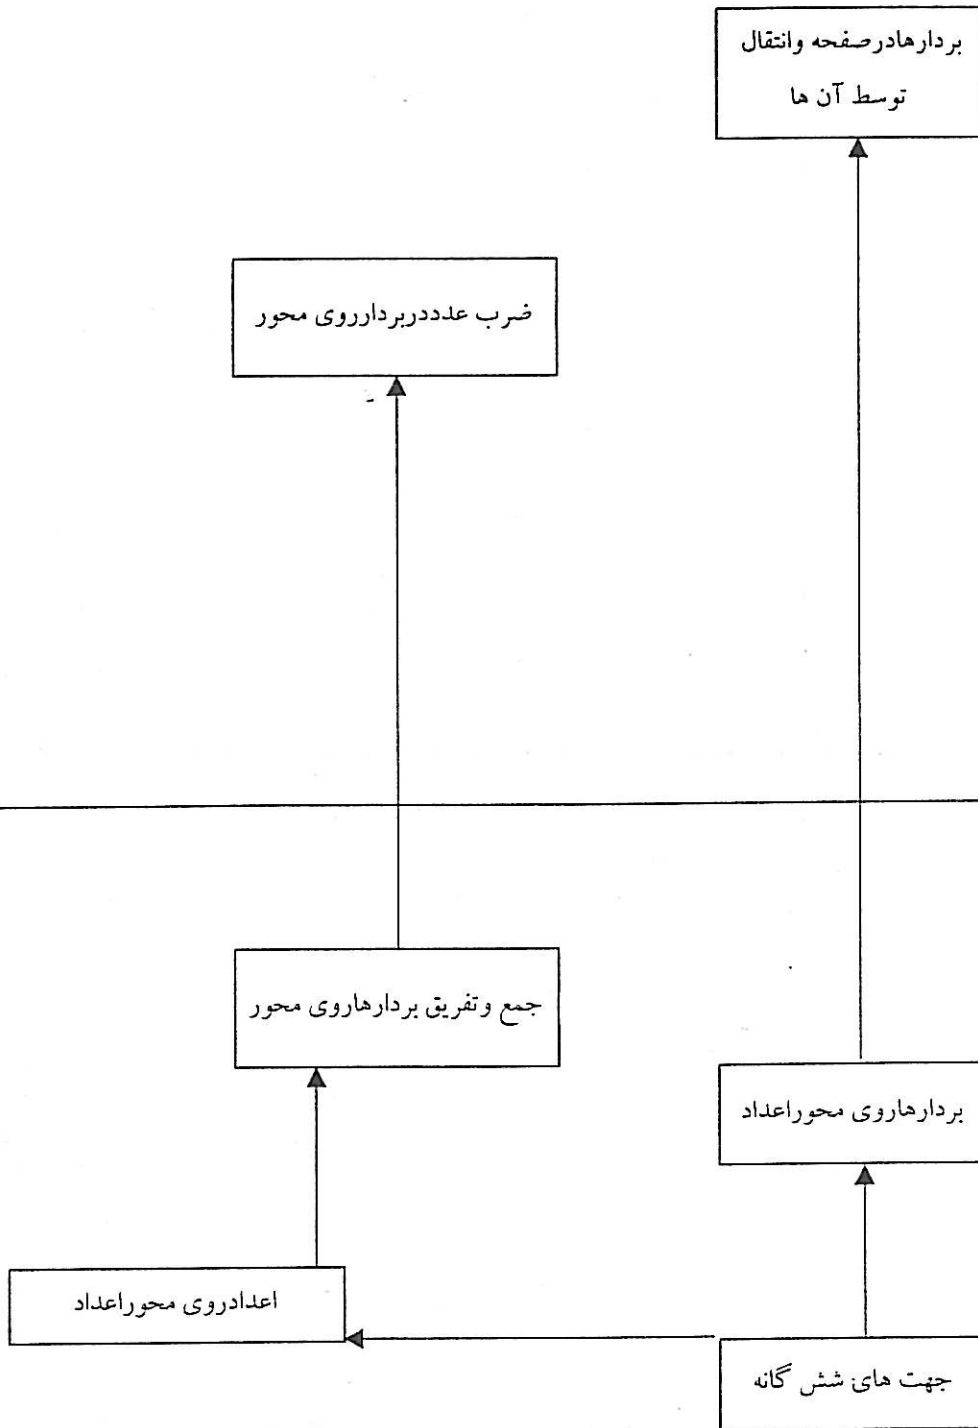 بردارهادرصفحه وانتقال
توسط آن ها
ضرب عدددربردارروی محور
جمع وتفریق بردارهاروی محور
بردارهاروی محوراعداد
اعدادروی محوراعداد
جهت های شش گانه